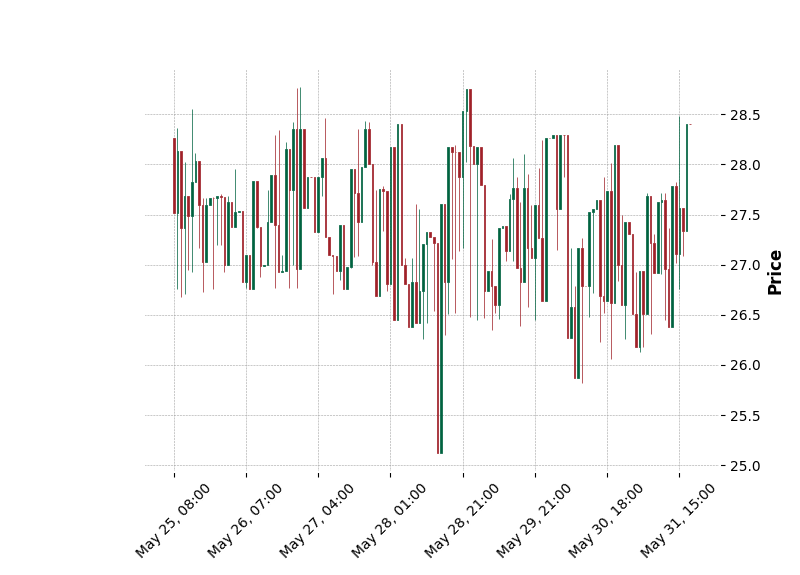 28.5
28.0
27.5
27.0
26.5
26.0
25.5
25.0
Price
May 25, 08:00
May 26, 07:00
May 27, 04:00
May 28, 01:00
May 28, 21:00
May 29, 21:00
May 30, 18:00
May 31, 15:00